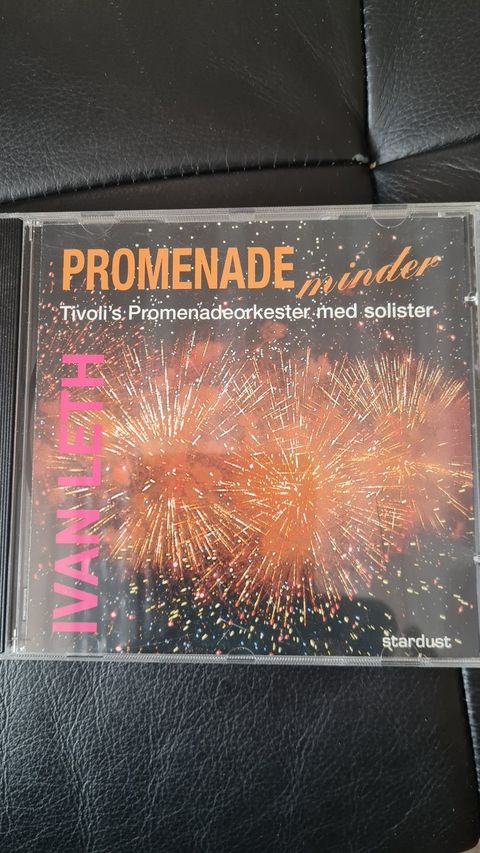 PROMENADE minder
Tivoli's Promenadeorkester med solister
IVAN LETH
stardust